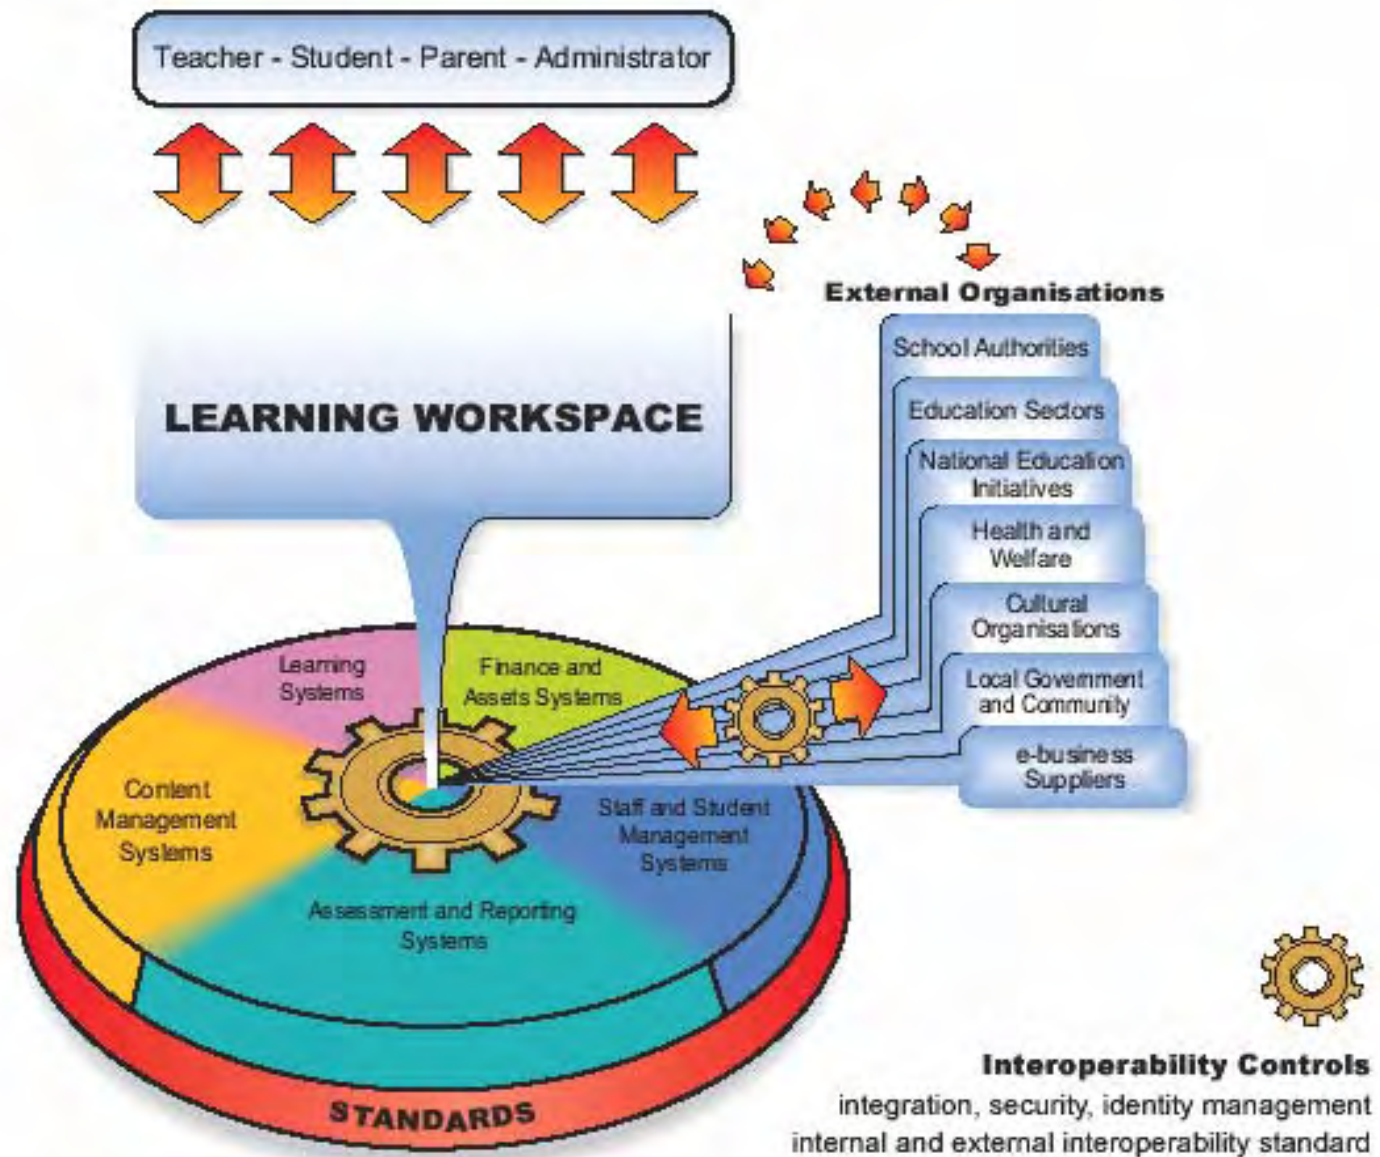 Teacher - Student - Parent - Administrator
External Organisations
School Authorities
Education Sectors
National Education
Initiatives
Health and
Welfare
Cultural
Organisations
Local Government
and Community
e-business
Suppliers
LEARNING WORKSPACE
Learning
Systems
Finance and
Assets Systems
Content
Management
Systems
Staff and Student
Management
Systems
Assessment and Reporting
Systems
STANDARDS
Interoperability Controls
integration, security, identity management
internal and external interoperability standard